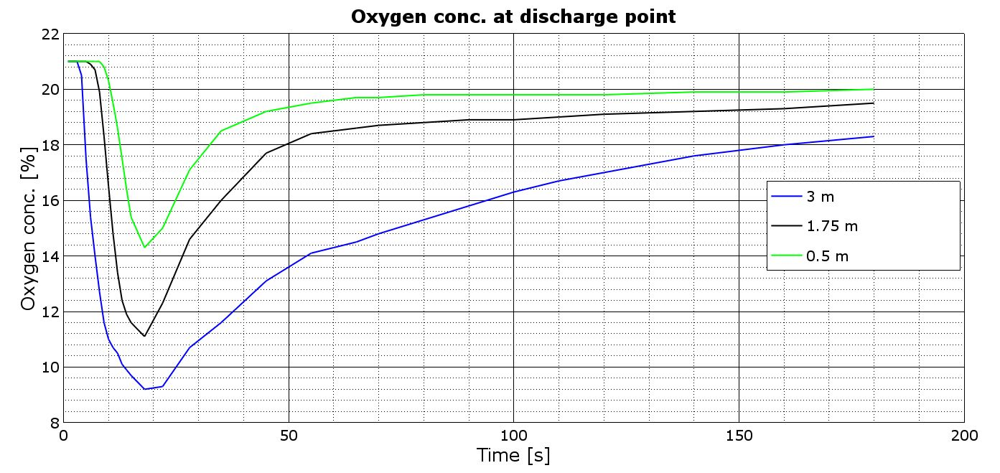 Oxygen conc. at discharge point
Oxygen conc. [%]
22
20
18
16
14
12
10
8
0 50 100 150 200
Time [s]
3 m
1.75 m
0.5 m